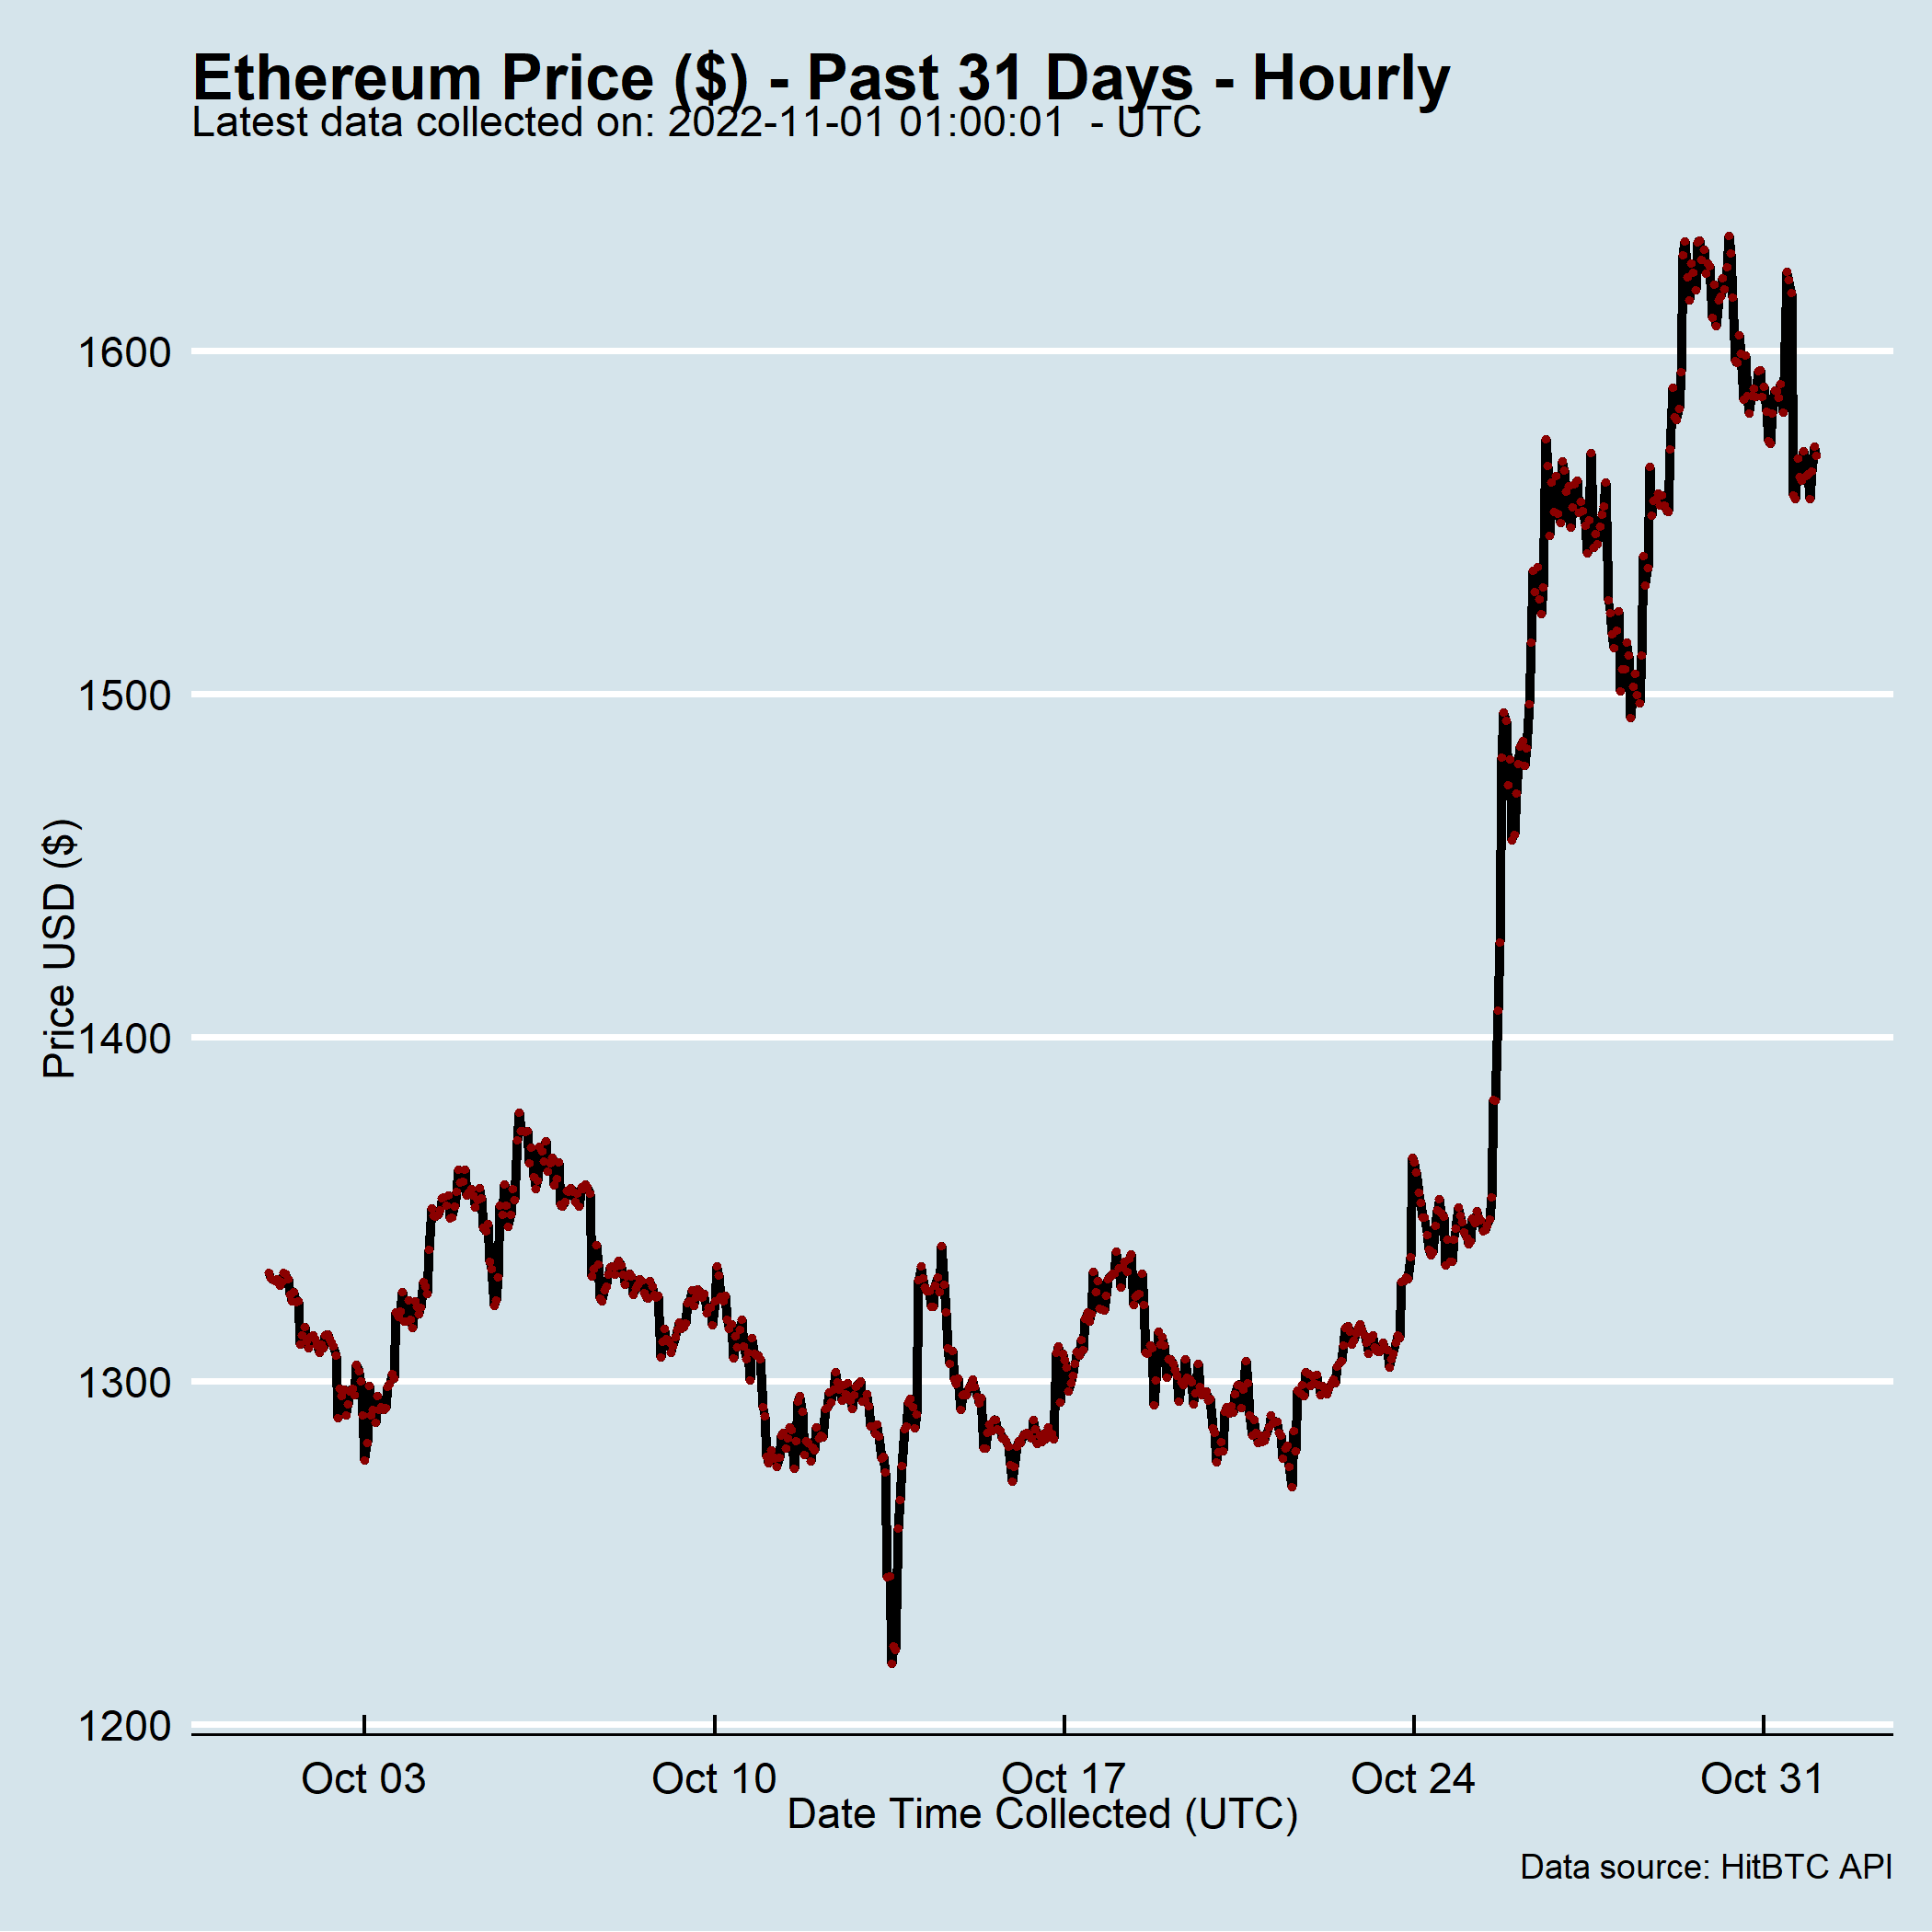 Ethereum Price ($) - Past 31 Days - Hourly
Latest data collected on: 2022-11-01 01:00:01  - UTC
1600
1500
1400
1300
1200
Price USD ($)
Oct 03 Oct 10 Oct 17 Oct 24 Oct 31
Date Time Collected (UTC)
Data source: HitBTC API